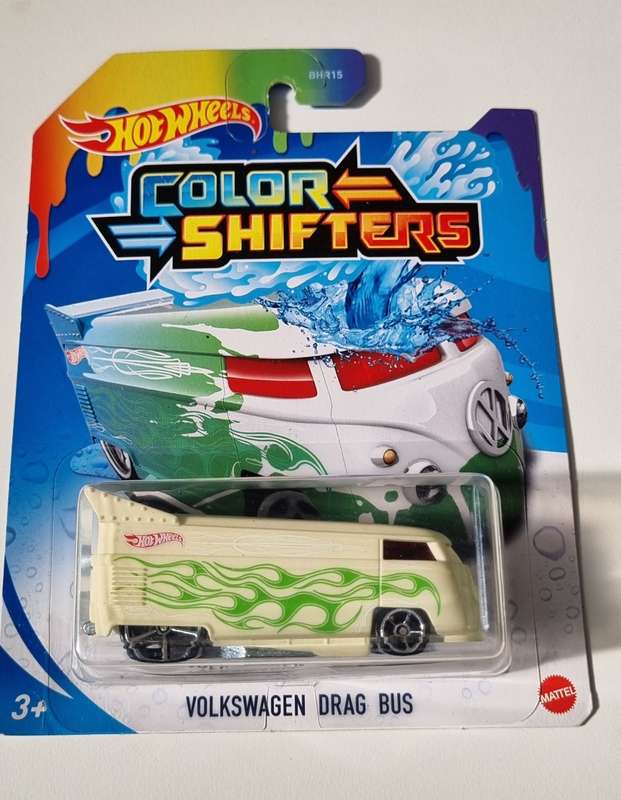 BHR15
HOT WHEELS
COLOR
SHIFTERS
HOT WHEELS
VOLKSWAGEN DRAG BUS
3+
MATTEL